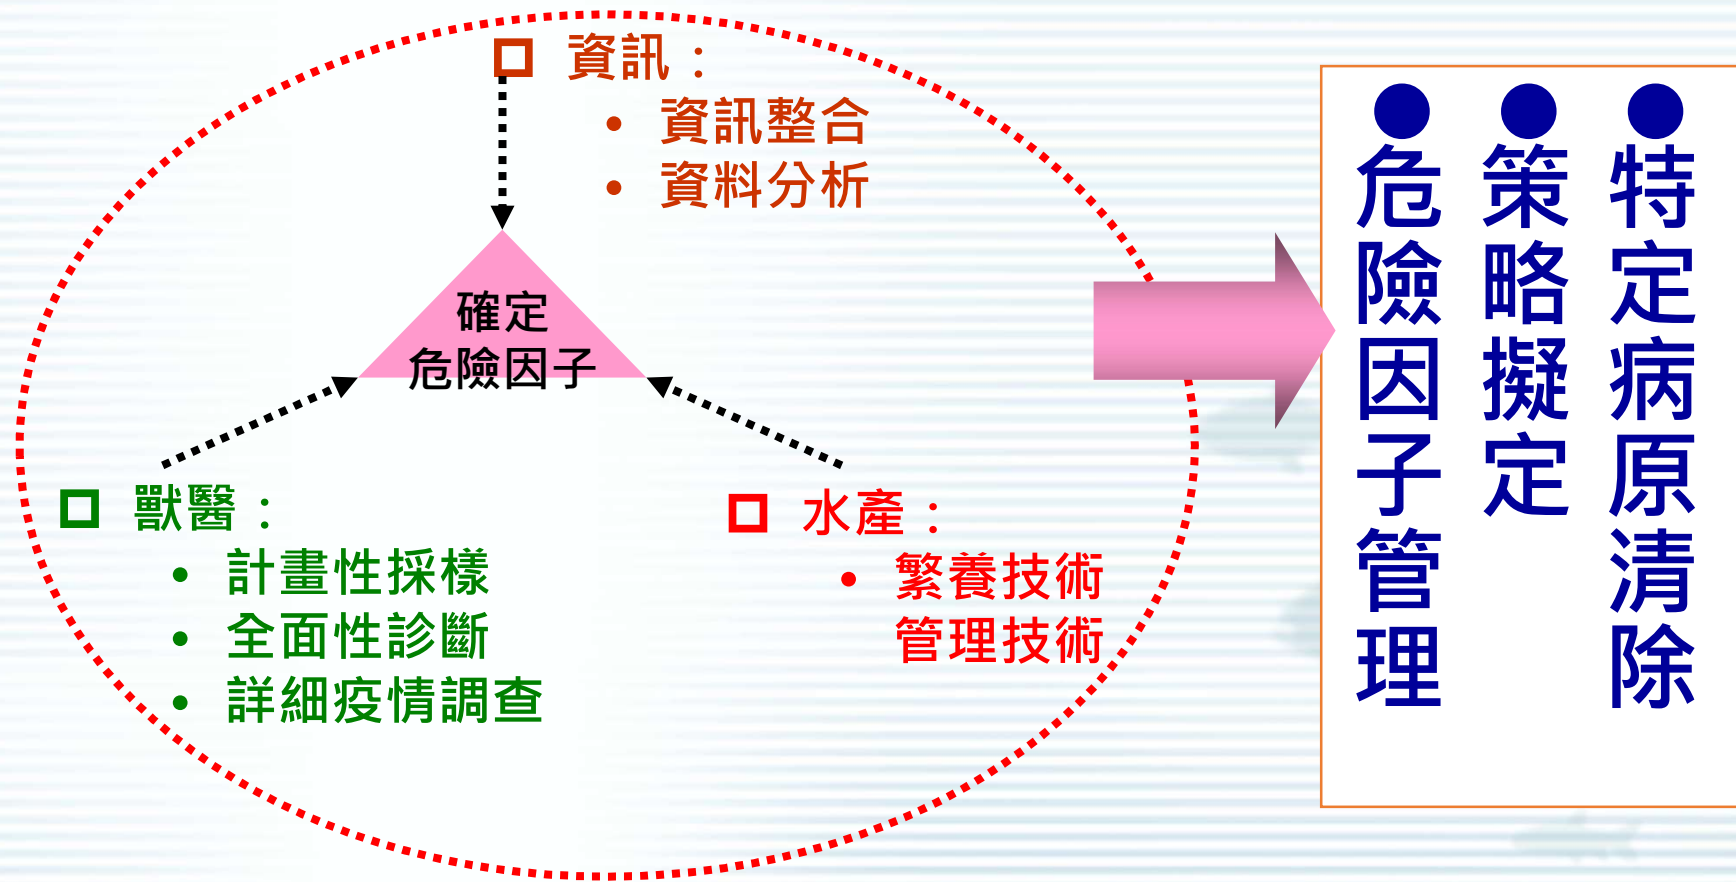 資訊：
• 資訊整合
• 資料分析
確定
危險因子
獸醫：
• 計畫性採樣
• 全面性診斷
• 詳細疫情調查
水產：
• 繁養技術
管理技術
●特定病原清除
●策略擬定
●危險因子管理